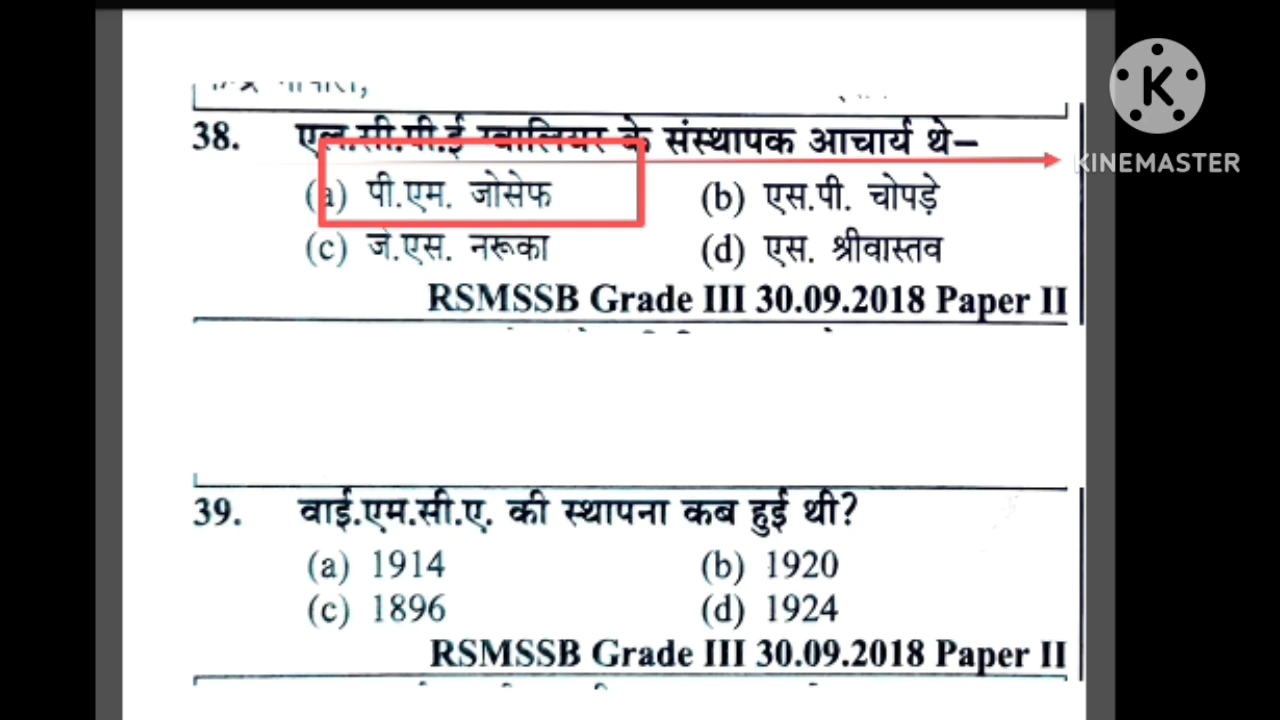 38. एल.सी.पी.ई ग्वालियर के संस्थापक आचार्य थे–
(a) पी.एम. जोसेफ (b) एस.पी. चोपड़े
(c) जे.एस. नरूका (d) एस. श्रीवास्तव
RSMSSB Grade III 30.09.2018 Paper II
39. वाई.एम.सी.ए. की स्थापना कब हुई थी?
(a) 1914 (b) 1920
(c) 1896 (d) 1924
RSMSSB Grade III 30.09.2018 Paper II
K
KINEMASTER